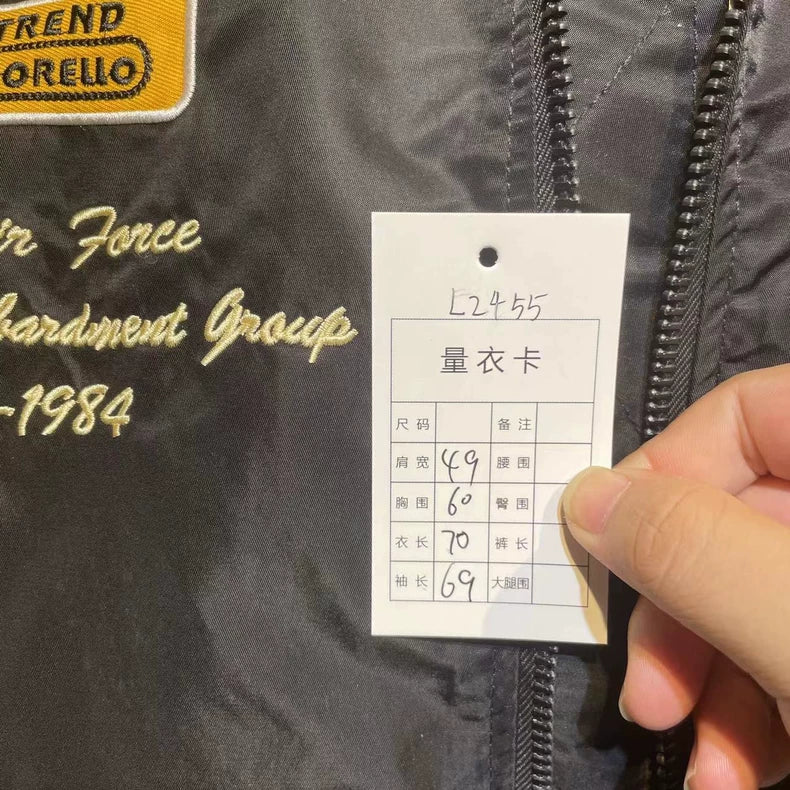 TREND
ORELLO
ir Force
bardment Group
-1984
L2455
量衣卡
尺码 备注
肩宽 49 腰围
胸围 60 臀围
衣长 70 裤长
袖长 69 大腿围